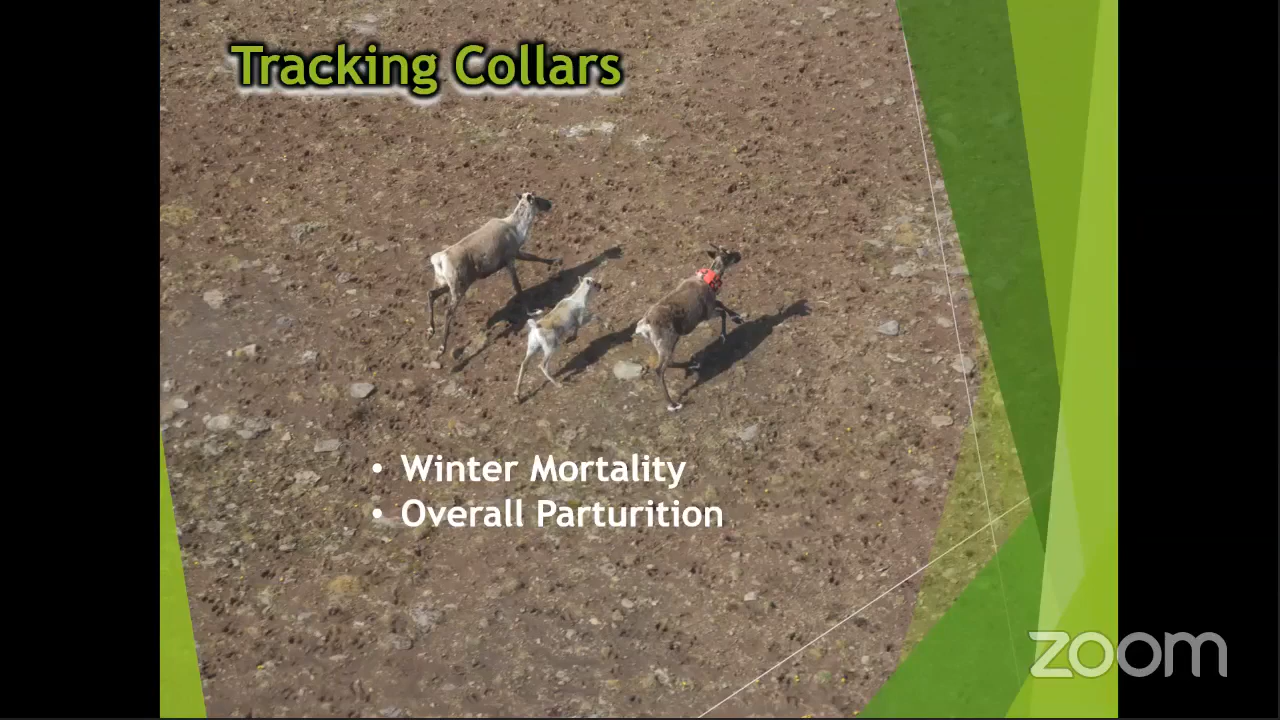 Tracking Collars
• Winter Mortality
• Overall Parturition
zoom